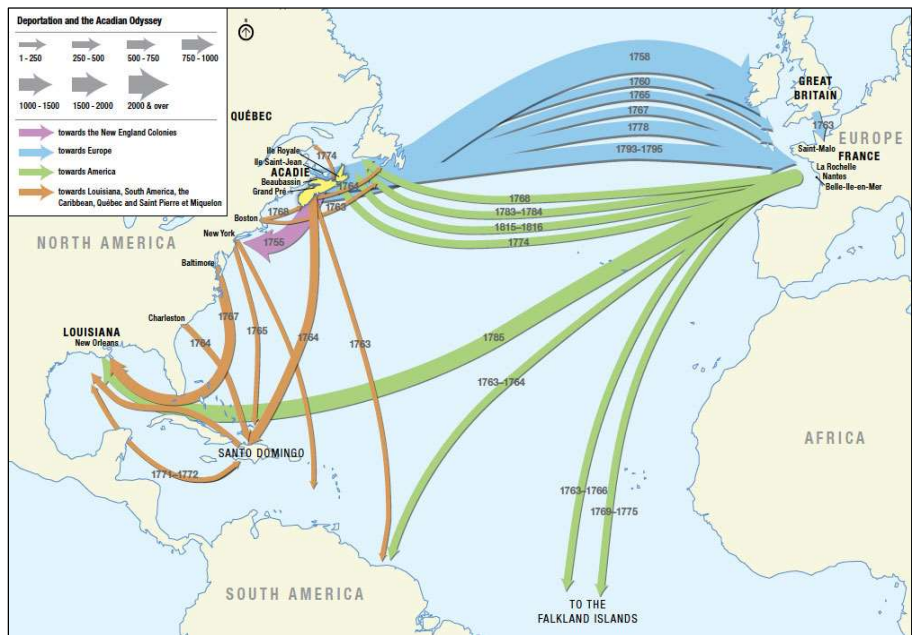 Deportation and the Acadian Odyssey
1 - 250
250 - 500
500 - 750
750 - 1000
1000 - 1500
1500 - 2000
2000 & over
towards the New England Colonies
towards Europe
towards America
towards Louisiana, South America, the
Caribbean, Québec and Saint Pierre et Miquelon
QUÉBEC
Ile Royale
Ile Saint-Jean
ACADIE
Beaubassin
Grand Pré
1774
1764
1768
1763
Boston
New York
1755
NORTH AMERICA
Baltimore
Charleston
1767
1765
1764
1764
1763
LOUISIANA
New Orleans
SANTO DOMINGO
1771–1772
SOUTH AMERICA
1758
1760
1765
1767
1778
1793-1795
GREAT
BRITAIN
1763
EUROPE
Saint-Malo
FRANCE
La Rochelle
Nantes
Belle-Ile-en-Mer
1768
1783–1784
1815–1816
1774
1785
1763–1764
1763–1766
1769–1775
AFRICA
TO THE
FALKLAND ISLANDS